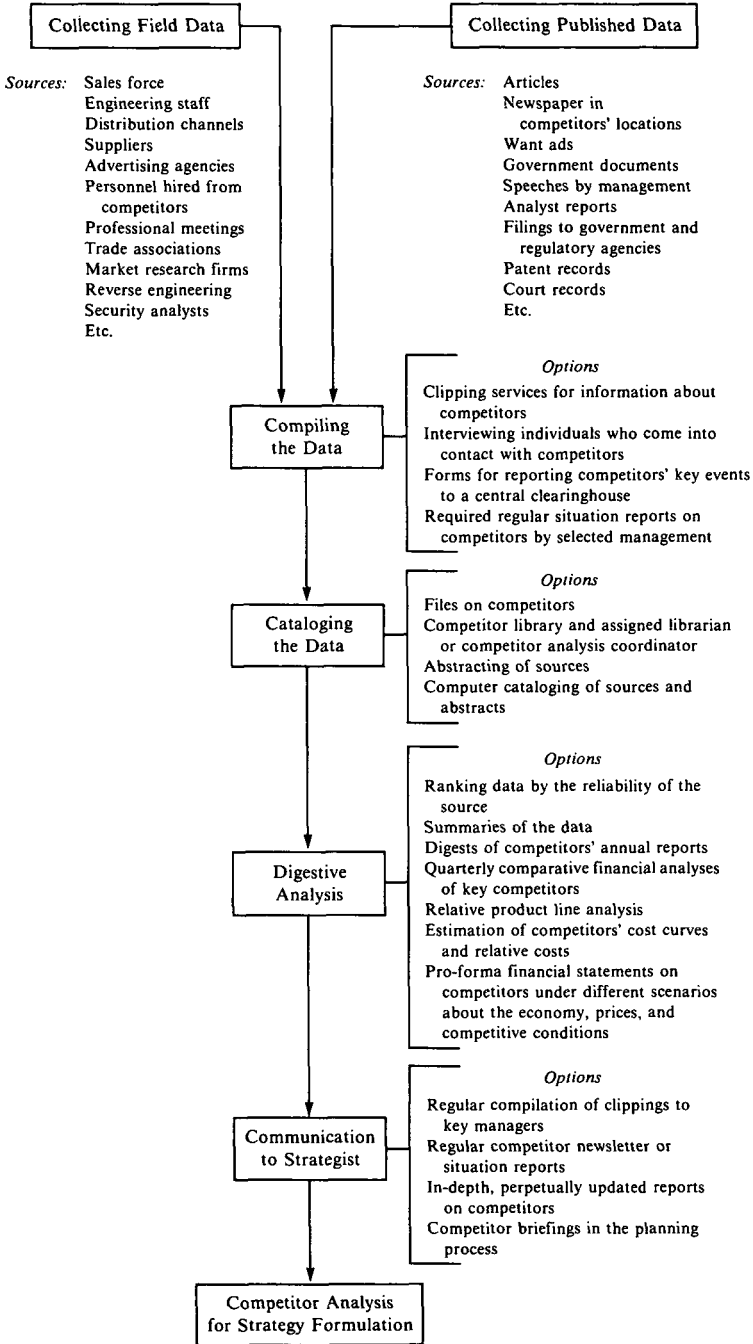 Collecting Field Data
Sources: Sales force
Engineering staff
Distribution channels
Suppliers
Advertising agencies
Personnel hired from
competitors
Professional meetings
Trade associations
Market research firms
Reverse engineering
Security analysts
Etc.
Collecting Published Data
Sources: Articles
Newspaper in
competitors' locations
Want ads
Government documents
Speeches by management
Analyst reports
Filings to government and
regulatory agencies
Patent records
Court records
Etc.
Compiling
the Data
Options
Clipping services for information about
competitors
Interviewing individuals who come into
contact with competitors
Forms for reporting competitors' key events
to a central clearinghouse
Required regular situation reports on
competitors by selected management
Cataloging
the Data
Options
Files on competitors
Competitor library and assigned librarian
or competitor analysis coordinator
Abstracting of sources
Computer cataloging of sources and
abstracts
Digestive
Analysis
Options
Ranking data by the reliability of the
source
Summaries of the data
Digests of competitors' annual reports
Quarterly comparative financial analyses
of key competitors
Relative product line analysis
Estimation of competitors' cost curves
and relative costs
Pro-forma financial statements on
competitors under different scenarios
about the economy, prices, and
competitive conditions
Communication
to Strategist
Options
Regular compilation of clippings to
key managers
Regular competitor newsletter or
situation reports
In-depth, perpetually updated reports
on competitors
Competitor briefings in the planning
process
Competitor Analysis
for Strategy Formulation